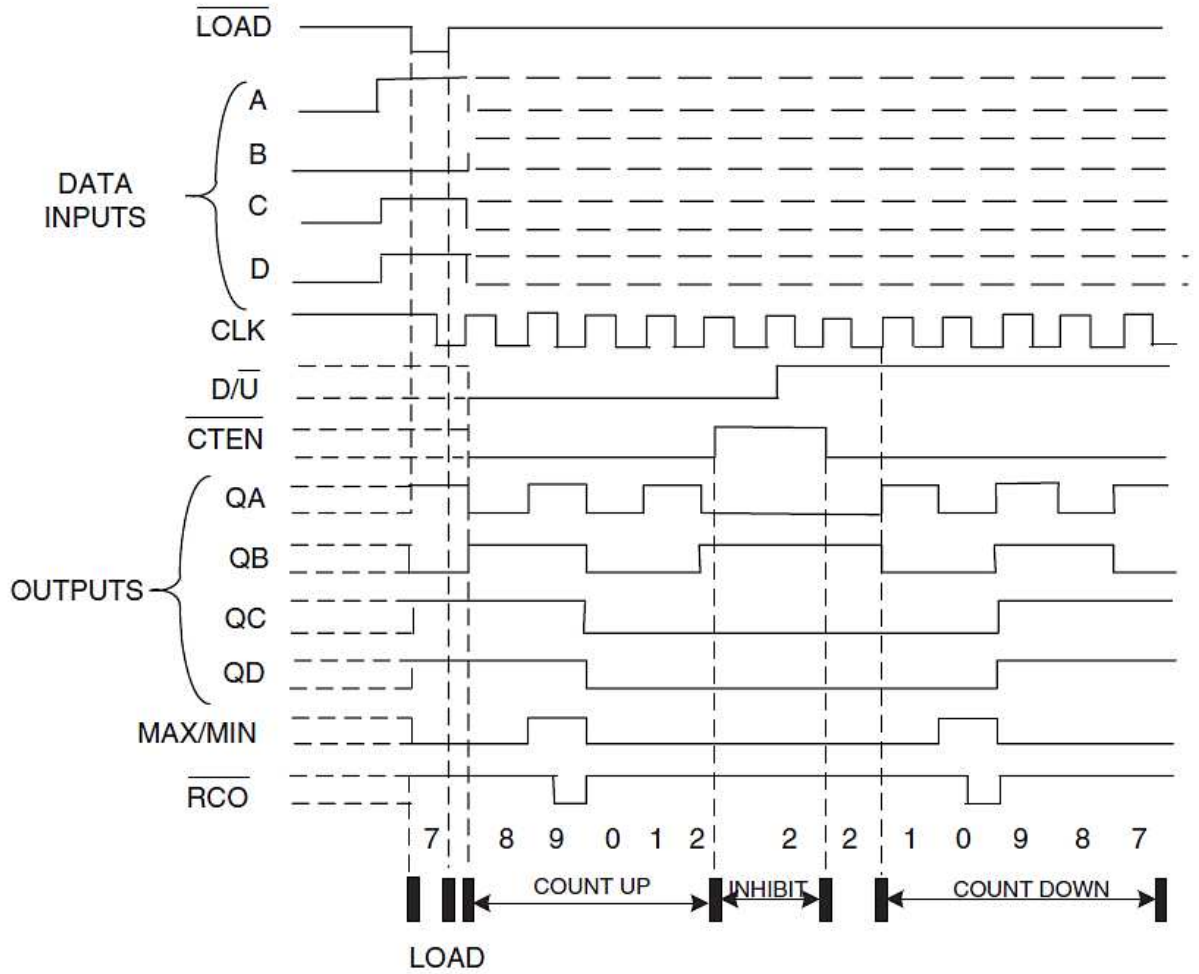 LOAD
A
B
DATA
INPUTS
C
D
CLK
D/U
CTEN
QA
QB
OUTPUTS
QC
QD
MAX/MIN
RCO
7 8 9 0 1 2 2 2 1 0 9 8 7
COUNT UP INHIBIT COUNT DOWN
LOAD